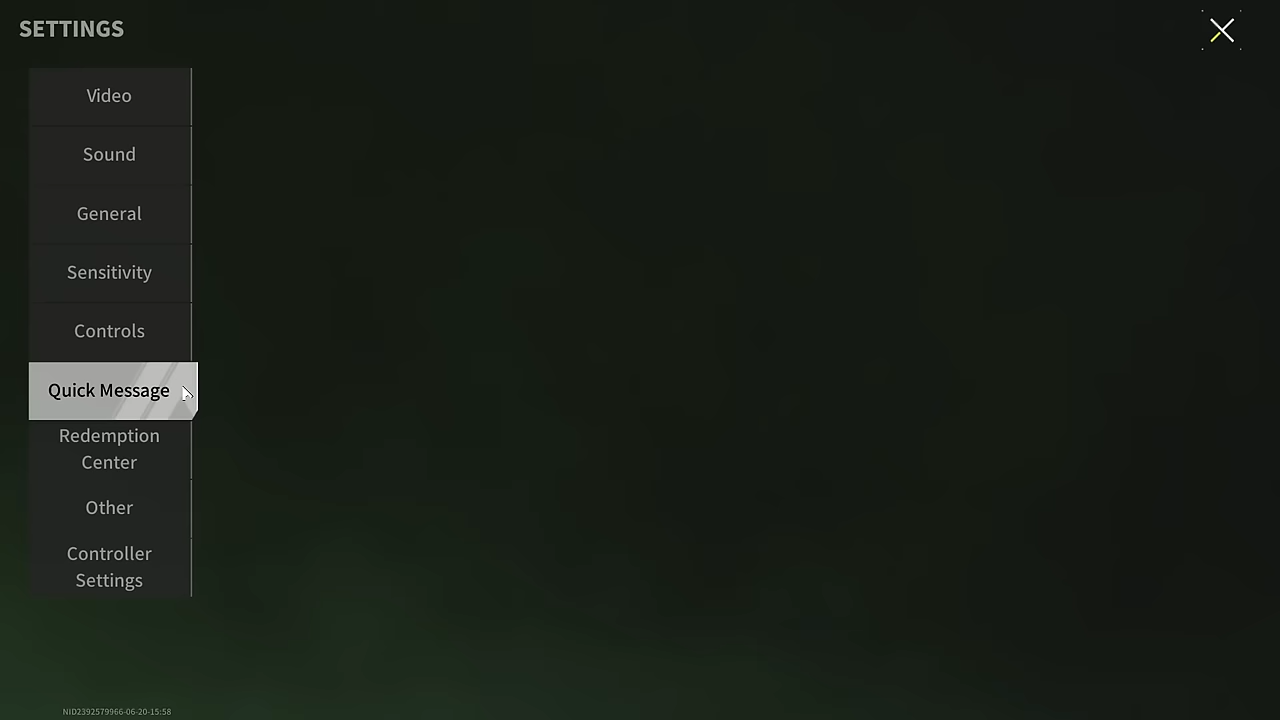 SETTINGS
Video
Sound
General
Sensitivity
Controls
Quick Message
Redemption
Center
Other
Controller
Settings
NID2392579966-06-20-15:58